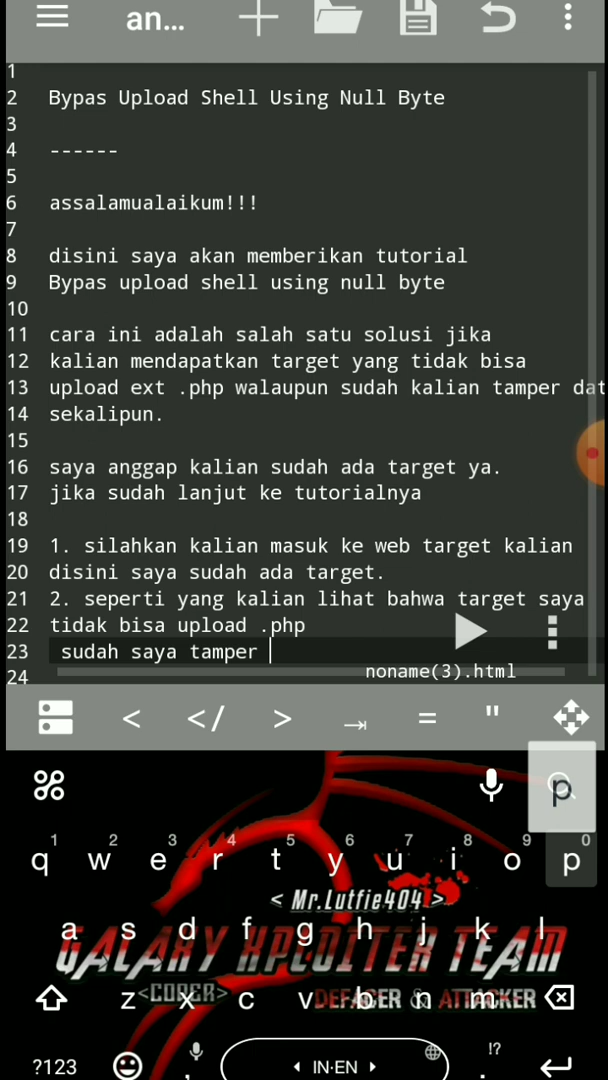 an...
1
2 Bypas Upload Shell Using Null Byte
3
4 ------
5
6 assalamualaikum!!!
7
8 disini saya akan memberikan tutorial
9 Bypas upload shell using null byte
10
11 cara ini adalah salah satu solusi jika
12 kalian mendapatkan target yang tidak bisa
13 upload ext .php walaupun sudah kalian tamper dat
14 sekalipun.
15
16 saya anggap kalian sudah ada target ya.
17 jika sudah lanjut ke tutorialnya
18
19 1. silahkan kalian masuk ke web target kalian
20 disini saya sudah ada target.
21 2. seperti yang kalian lihat bahwa target saya
22 tidak bisa upload .php
23 sudah saya tamper
noname(3).html
24
< </ > ⇥ = "
p
1 2 3 4 5 6 7 8 9 0
q w e r t y u i o p
< Mr.Lutfie404 >
a s d f g h j k l
GALAXY XPLOITER TEAM
z x c v b n m
<CODER> DEFACER & ATTACKER
!?
?123 , IN·EN .